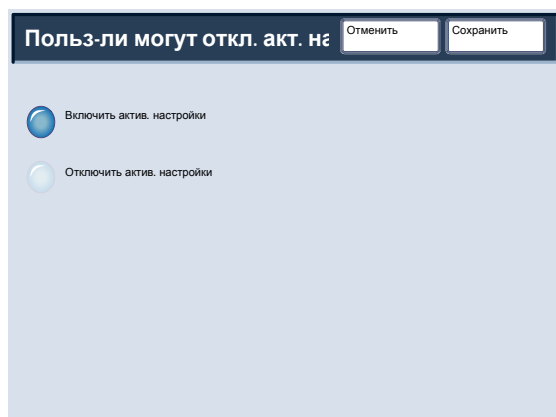 Польз-ли могут откл. акт. на
Отменить
Сохранить
Включить актив. настройки
Отключить актив. настройки